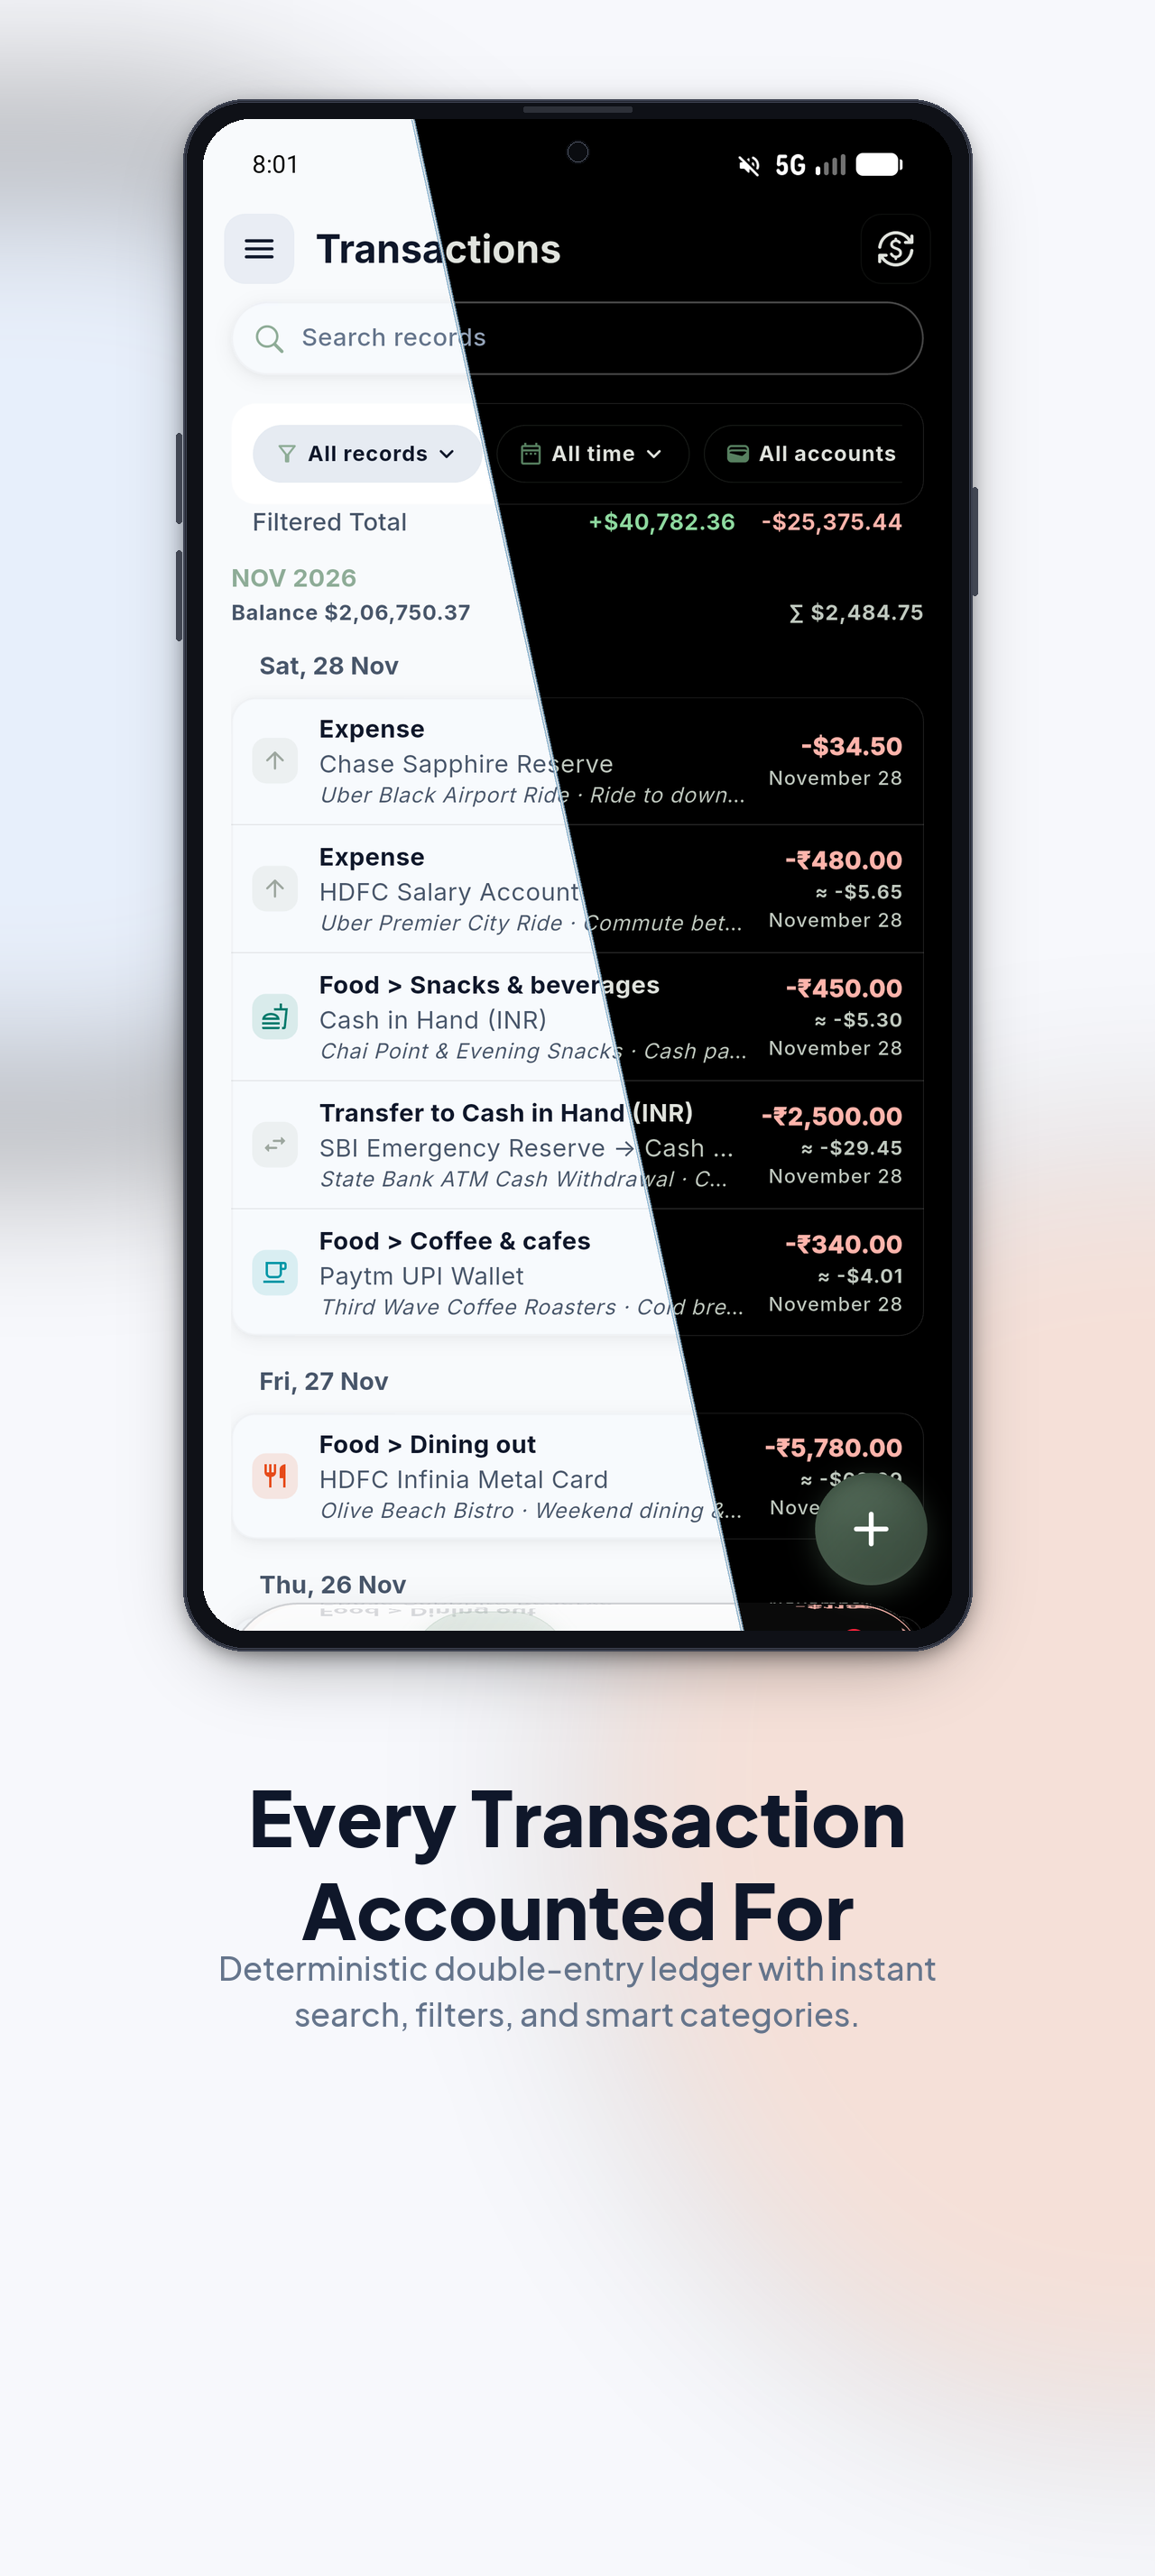 8:01 5G
Transactions
Search records
All records All time All accounts
Filtered Total +$40,782.36 -$25,375.44
NOV 2026
Balance $2,06,750.37 ∑ $2,484.75
Sat, 28 Nov
Expense
-$34.50
Chase Sapphire Reserve
November 28
Uber Black Airport Ride · Ride to down...
Expense
-₹480.00
HDFC Salary Account
≈ -$5.65
Uber Premier City Ride · Commute bet...
November 28
Food > Snacks & beverages
-₹450.00
Cash in Hand (INR)
≈ -$5.30
Chai Point & Evening Snacks · Cash pa...
November 28
Transfer to Cash in Hand (INR)
-₹2,500.00
SBI Emergency Reserve → Cash ...
≈ -$29.45
State Bank ATM Cash Withdrawal · C...
November 28
Food > Coffee & cafes
-₹340.00
Paytm UPI Wallet
≈ -$4.01
Third Wave Coffee Roasters · Cold bre...
November 28
Fri, 27 Nov
Food > Dining out
-₹5,780.00
HDFC Infinia Metal Card
Olive Beach Bistro · Weekend dining &...
Nove
Thu, 26 Nov
Food > Dining out
Every Transaction
Accounted For
Deterministic double-entry ledger with instant
search, filters, and smart categories.